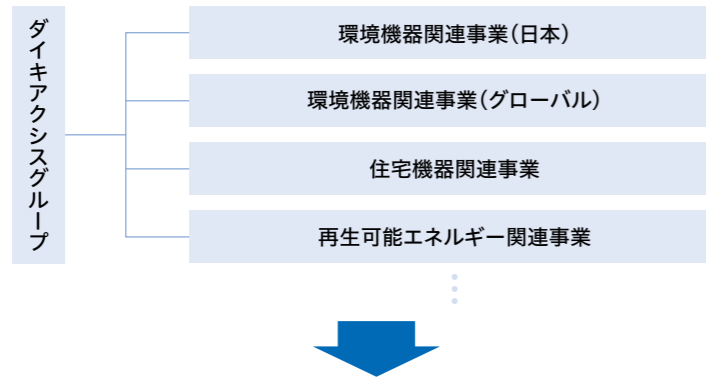 ダイキアクシスグループ
環境機器関連事業（日本）
環境機器関連事業（グローバル）
住宅機器関連事業
再生可能エネルギー関連事業